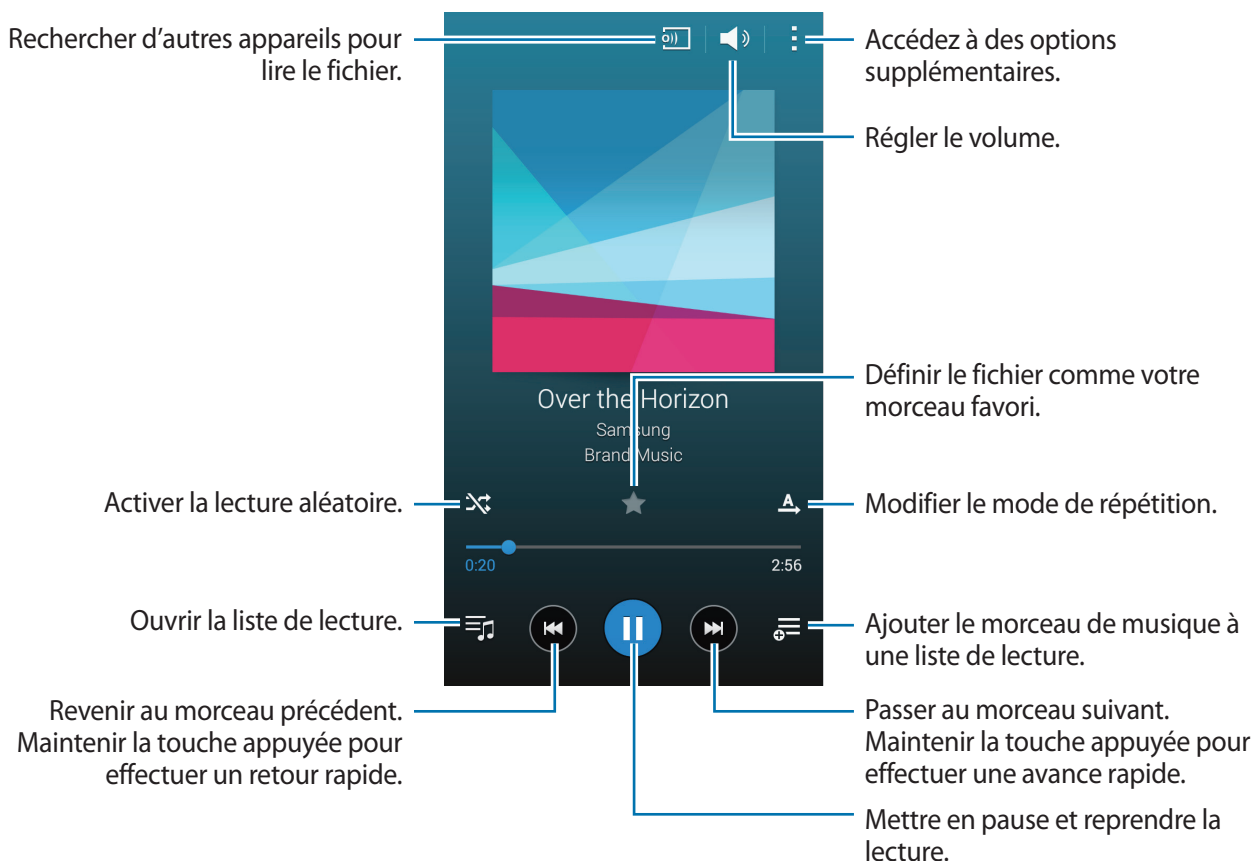 Rechercher d'autres appareils pour
lire le fichier.
Accédez à des options
supplémentaires.
Régler le volume.
Définir le fichier comme votre
morceau favori.
Over the Horizon
Samsung
Brand Music
Activer la lecture aléatoire.
A
Modifier le mode de répétition.
0:20
2:56
Ouvrir la liste de lecture.
Ajouter le morceau de musique à
une liste de lecture.
Revenir au morceau précédent.
Maintenir la touche appuyée pour
effectuer un retour rapide.
Passer au morceau suivant.
Maintenir la touche appuyée pour
effectuer une avance rapide.
Mettre en pause et reprendre la
lecture.